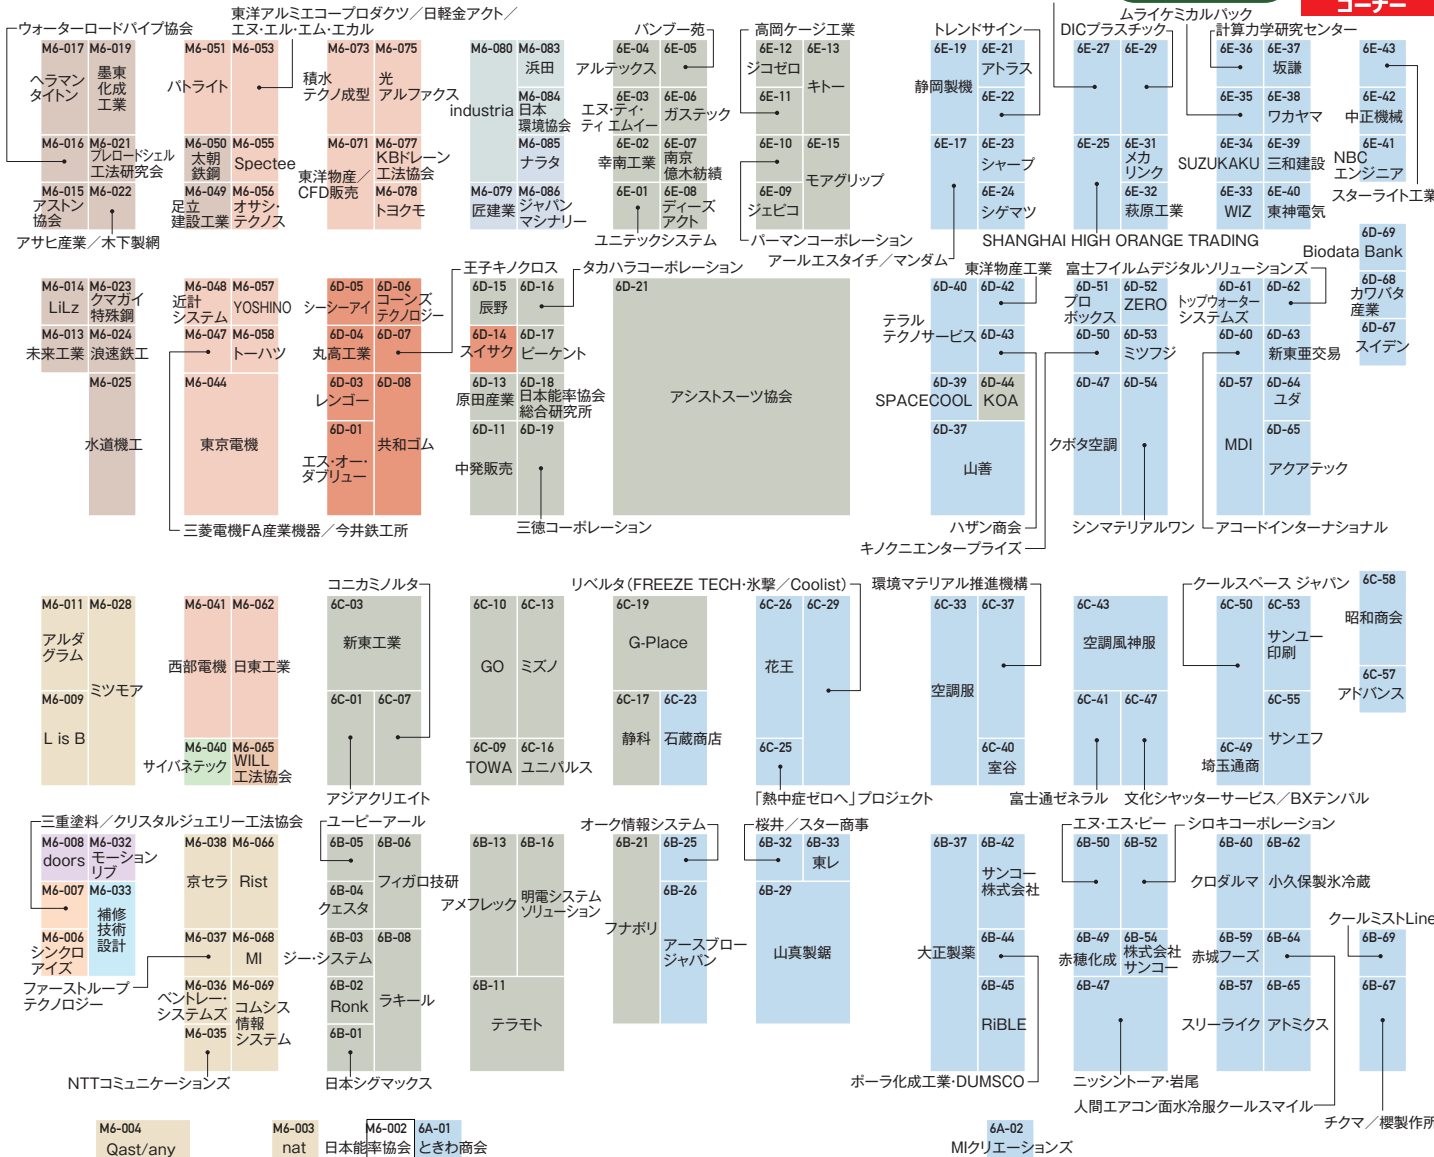 コーナー
東洋アルミエコープロダクツ／日軽金アクト／
エヌ・エル・エム・エカル
ムライケミカルパック
ウォーターロードパイプ協会
バンブー苑
高岡ケージ工業
トレンドサイン
DICプラスチック
計算力学研究センター
M6-017
ヘラマン
タイトン
M6-019
墨東
化成
工業
M6-016
M6-021
プレロードシェル
工法研究会
M6-015
アストン
協会
M6-022
アサヒ産業／木下製網
M6-051
パトライト
M6-053
M6-050
太朝
鉄鋼
M6-055
Spectee
M6-049
足立
建設工業
M6-056
オサシ・
テクノス
M6-073
積水
テクノ成型
M6-075
光
アルファクス
M6-071
東洋物産／
CFD販売
M6-077
KBドレーン
工法協会
M6-078
トヨクモ
M6-080
industria
M6-083
浜田
M6-084
日本
環境協会
M6-085
ナラタ
M6-079
匠建業
M6-086
ジャパン
マシナリー
6E-04
アルテックス
6E-05
6E-03
エヌ・ティ・
ティ エムイー
6E-06
ガステック
6E-02
幸南工業
6E-07
南京
億木紡績
6E-01
6E-08
ディーズ
アクト
ユニテックシステム
6E-12
ジコゼロ
6E-13
キトー
6E-11
6E-10
6E-15
モアグリップ
6E-09
ジェピコ
パーマンコーポレーション
アールエスタイチ／マンダム
6E-19
静岡製機
6E-21
アトラス
6E-22
6E-17
6E-23
シャープ
6E-24
シゲマツ
6E-27
6E-29
6E-25
6E-31
メカ
リンク
6E-32
萩原工業
SHANGHAI HIGH ORANGE TRADING
6E-36
6E-37
坂謙
6E-35
6E-38
ワカヤマ
6E-34
SUZUKAKU
6E-39
三和建設
6E-33
WIZ
6E-40
東神電気
6E-43
6E-42
中正機械
6E-41
NBC
エンジニア
スターライト工業
6D-69
Biodata Bank
6D-68
カワバタ
産業
6D-67
スイデン
王子キノクロス
タカハラコーポレーション
東洋物産工業
富士フイルムデジタルソリューションズ
M6-014
LiLz
M6-023
クマガイ
特殊鋼
M6-013
未来工業
M6-024
浪速鉄工
M6-025
水道機工
M6-048
近計
システム
M6-057
YOSHINO
M6-047
M6-058
トーハツ
M6-044
東京電機
三菱電機FA産業機器／今井鉄工所
6D-05
シーシーアイ
6D-06
コーンズ
テクノロジー
6D-04
丸高工業
6D-07
6D-03
レンゴー
6D-08
共和ゴム
6D-01
エス・オー・
ダブリュー
6D-15
辰野
6D-16
6D-14
スイサク
6D-17
ビーケント
6D-13
原田産業
6D-18
日本能率協会
総合研究所
6D-11
中発販売
6D-19
三徳コーポレーション
6D-21
アシストスーツ協会
6D-40
テラル
テクノサービス
6D-42
6D-43
6D-39
SPACECOOL
6D-44
KOA
6D-37
山善
ハザン商会
キノクニエンタープライズ
6D-51
プロ
ボックス
6D-52
ZERO
6D-50
6D-53
ミツフジ
6D-47
クボタ空調
6D-54
シンマテリアルワン
6D-61
トップウォーター
システムズ
6D-62
6D-60
6D-63
新東亜交易
6D-57
MDI
6D-64
ユダ
6D-65
アクアテック
アコードインターナショナル
コニカミノルタ
リベルタ(FREEZE TECH・氷撃／Coolist)
環境マテリアル推進機構
クールスペース ジャパン
M6-011
アルダ
グラム
M6-028
ミツモア
M6-009
L is B
M6-041
西部電機
M6-062
日東工業
M6-040
サイバネテック
M6-065
WILL
工法協会
6C-03
新東工業
6C-01
6C-07
アジアクリエイト
6C-10
GO
6C-13
ミズノ
6C-09
TOWA
6C-16
ユニパルス
6C-19
G-Place
6C-17
静科
6C-23
石蔵商店
6C-26
花王
6C-29
6C-25
「熱中症ゼロへ」プロジェクト
6C-33
空調服
6C-37
6C-40
室谷
6C-43
空調風神服
6C-41
6C-47
富士通ゼネラル
文化シヤッターサービス／BXテンパル
6C-50
6C-53
サンユー
印刷
6C-55
サンエフ
6C-49
埼玉通商
6C-58
昭和商会
6C-57
アドバンス
三重塗料／クリスタルジュエリー工法協会
ユーピーアール
オーク情報システム
桜井／スター商事
エヌ・エス・ピー
シロキコーポレーション
M6-008
doors
M6-032
モーション
リブ
M6-007
M6-033
補修
技術
設計
M6-006
シンクロ
アイズ
ファーストループ
テクノロジー
M6-038
京セラ
M6-066
Rist
M6-037
M6-068
MI
M6-036
ベントレー・
システムズ
M6-069
コムシス
情報
システム
M6-035
NTTコミュニケーションズ
6B-05
6B-06
フィガロ技研
6B-04
クェスタ
6B-03
ジー・システム
6B-08
ラキール
6B-02
Ronk
6B-01
日本シグマックス
6B-13
アメフレック
6B-16
明電システム
ソリューション
6B-11
テラモト
6B-21
フナボリ
6B-25
6B-26
アースブロー
ジャパン
6B-32
6B-33
東レ
6B-29
山真製鋸
6B-37
大正製薬
6B-42
サンコー
株式会社
6B-44
6B-45
RiBLE
ポーラ化成工業・DUMSCO
6B-50
6B-52
6B-49
赤穂化成
6B-54
株式会社
サンコー
6B-47
ニッシントーア・岩尾
6B-60
クロダルマ
6B-62
小久保製氷冷蔵
6B-59
赤城フーズ
6B-64
6B-57
スリーライク
6B-65
アトミクス
人間エアコン面水冷服クールスマイル
クールミストLine
6B-69
6B-67
チクマ／櫻製作所
M6-004
Qast/any
M6-003
nat
M6-002
日本能率協会
6A-01
ときわ商会
6A-02
MIクリエーションズ